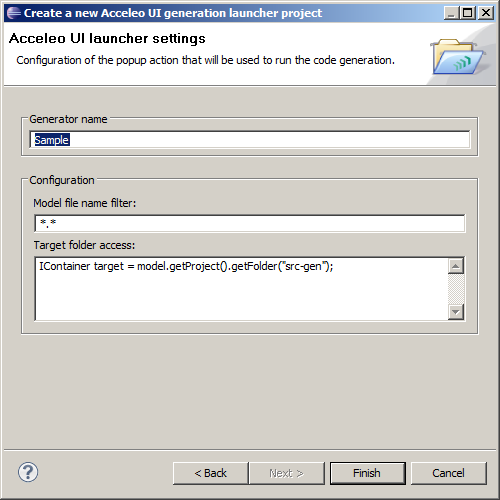 Create a new Acceleo UI generation launcher project
Acceleo UI launcher settings
Configuration of the popup action that will be used to run the code generation.
Generator name
Sample
Configuration
Model file name filter:
*.*
Target folder access:
IContainer target = model.getProject().getFolder("src-gen");
?
< Back
Next >
Finish
Cancel